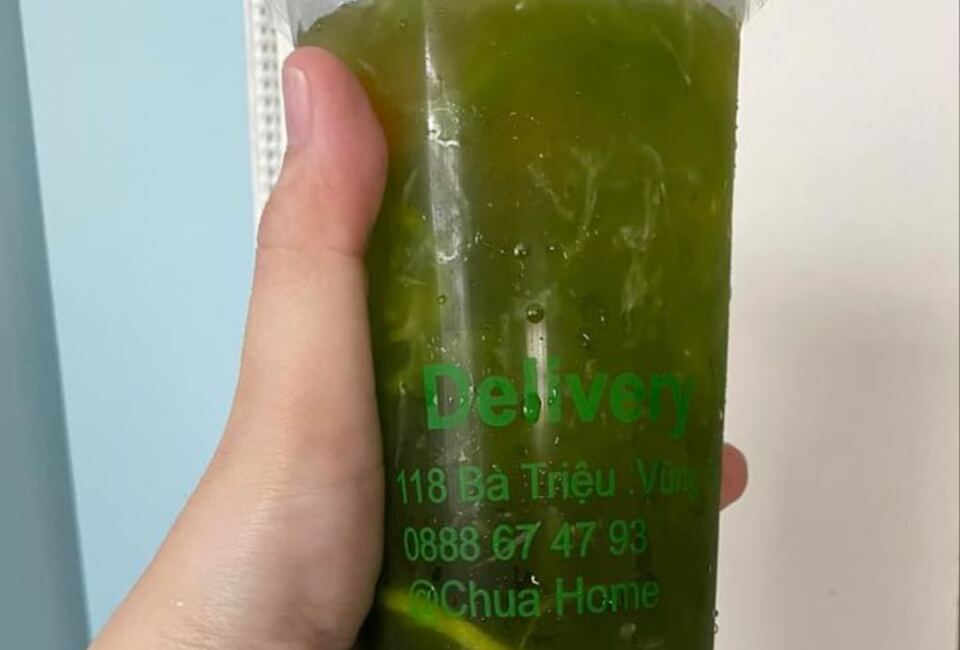 Delivery
118 Bà Triệu . Vũng
0888 67 47 93
@Chua Home